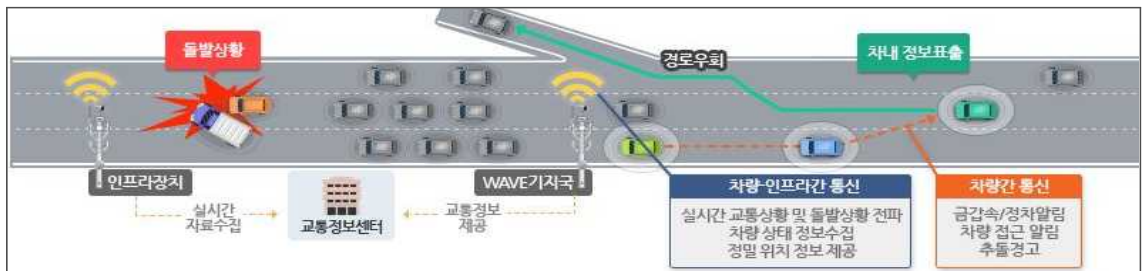 돌발상황
경로우회
차내 정보표출
인프라장치
WAVE기지국
실시간
자료수집
교통정보센터
교통정보
제공
차량-인프라간 통신
실시간 교통상황 및 돌발상황 전파
차량 상태 정보수집
정밀 위치 정보 제공
차량간 통신
금갑속/정차알림
차량 접근 알림
추돌경고